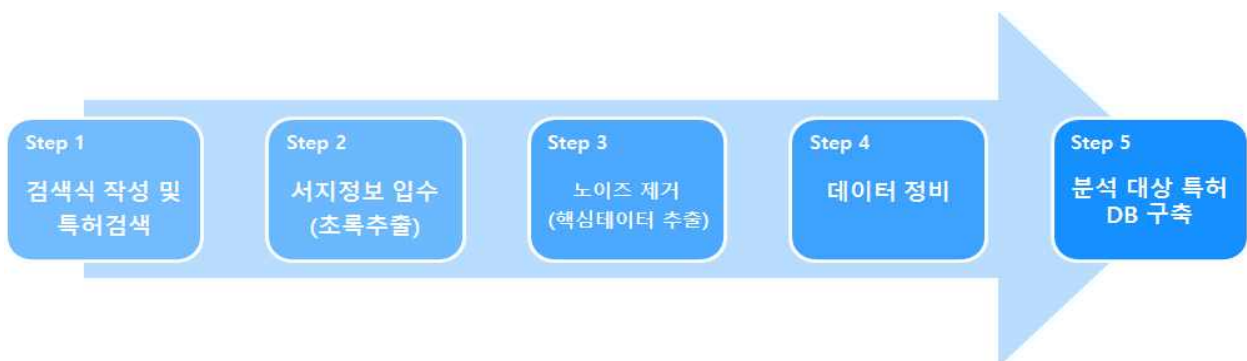 Step 1
검색식 작성 및
특허검색
Step 2
서지정보 입수
(초록추출)
Step 3
노이즈 제거
(핵심테이터 추출)
Step 4
데이터 정비
Step 5
분석 대상 특허
DB 구축